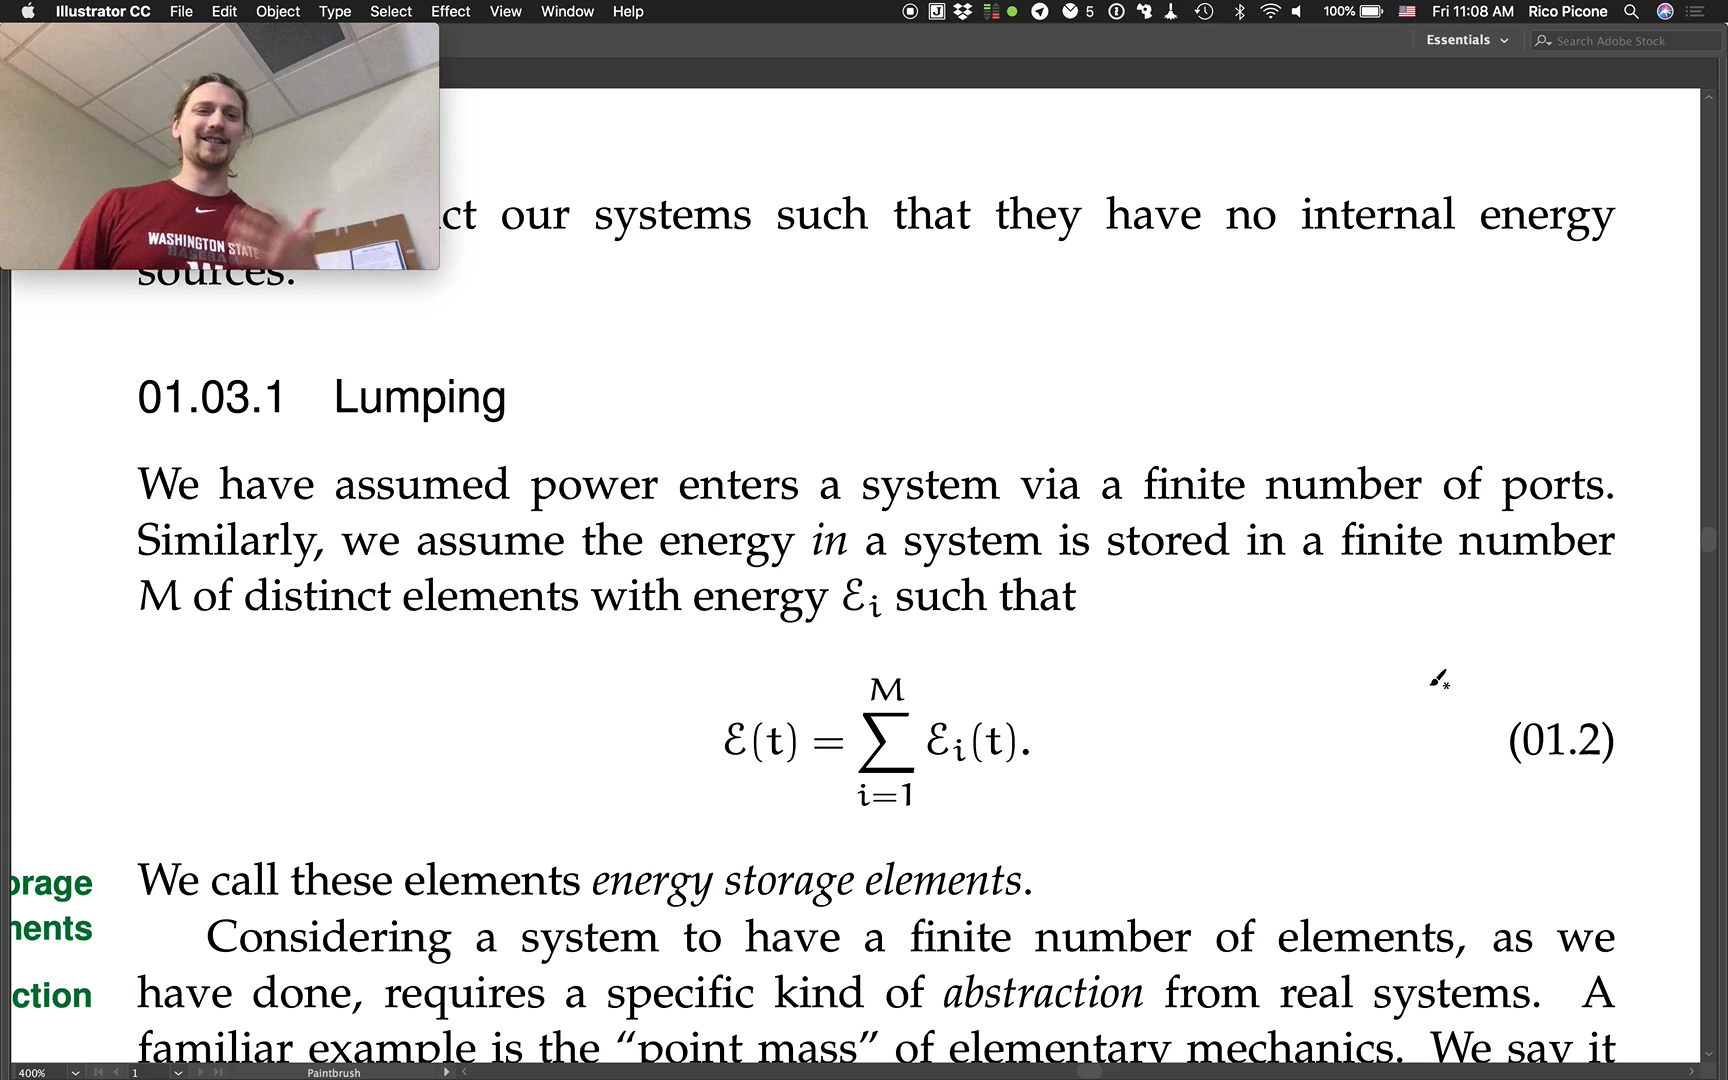 Illustrator CC File Edit Object Type Select Effect View Window Help 5 100% Fri 11:08 AM Rico Picone
Essentials Search Adobe Stock
WASHINGTON STATE
BASEBALL
ct our systems such that they have no internal energy
sources.
01.03.1 Lumping
We have assumed power enters a system via a finite number of ports.
Similarly, we assume the energy in a system is stored in a finite number
M of distinct elements with energy ℰi such that
M
ℰ(t) = ∑ ℰi(t). (01.2)
i=1
orage We call these elements energy storage elements.
nents Considering a system to have a finite number of elements, as we
ction have done, requires a specific kind of abstraction from real systems. A
familiar example is the “point mass” of elementary mechanics. We say it
400% 1 Paintbrush